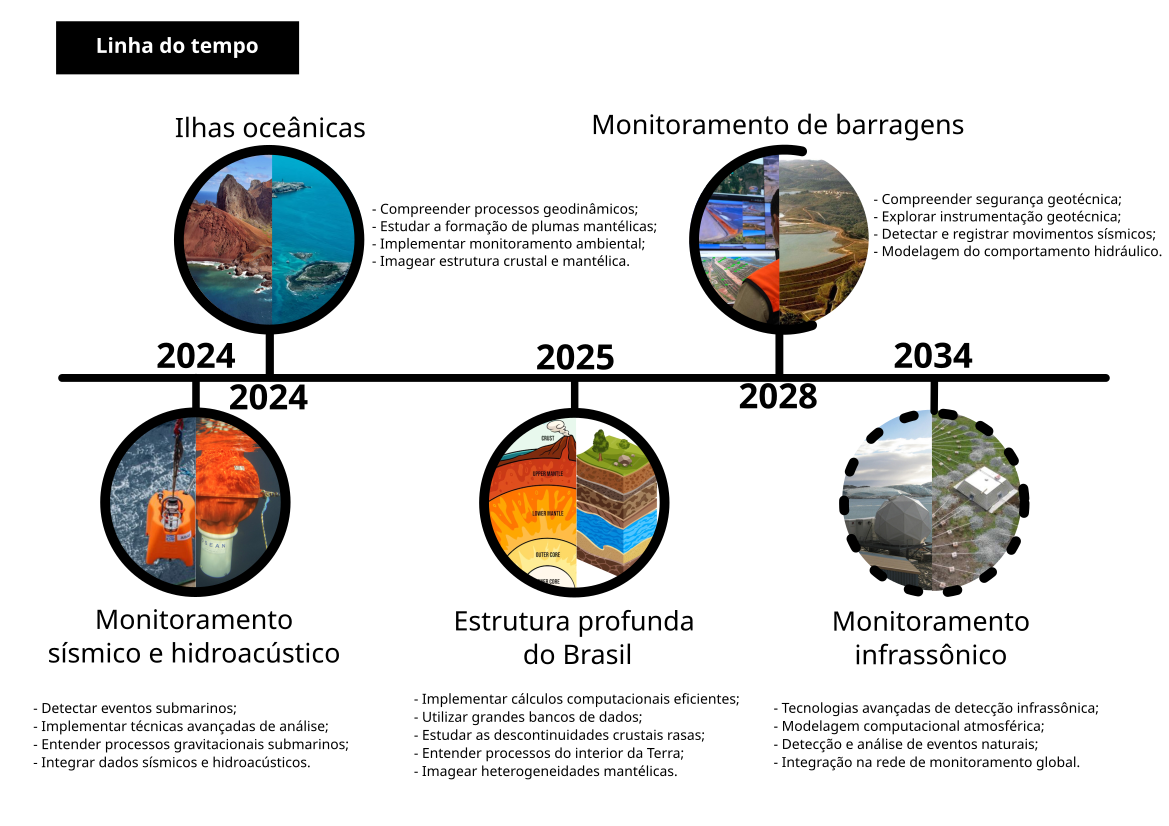 Linha do tempo
Ilhas oceânicas
- Compreender processos geodinâmicos;
- Estudar a formação de plumas mantélicas;
- Implementar monitoramento ambiental;
- Imagear estrutura crustal e mantélica.
Monitoramento de barragens
- Compreender segurança geotécnica;
- Explorar instrumentação geotécnica;
- Detectar e registrar movimentos sísmicos;
- Modelagem do comportamento hidráulico.
2024
2024
2025
2028
2034
SCAN
CRUST
UPPER MANTLE
LOWER MANTLE
OUTER CORE
CORE
Monitoramento
sísmico e hidroacústico
- Detectar eventos submarinos;
- Implementar técnicas avançadas de análise;
- Entender processos gravitacionais submarinos;
- Integrar dados sísmicos e hidroacústicos.
Estrutura profunda
do Brasil
- Implementar cálculos computacionais eficientes;
- Utilizar grandes bancos de dados;
- Estudar as descontinuidades crustais rasas;
- Entender processos do interior da Terra;
- Imagear heterogeneidades mantélicas.
Monitoramento
infrassônico
- Tecnologias avançadas de detecção infrassônica;
- Modelagem computacional atmosférica;
- Detecção e análise de eventos naturais;
- Integração na rede de monitoramento global.